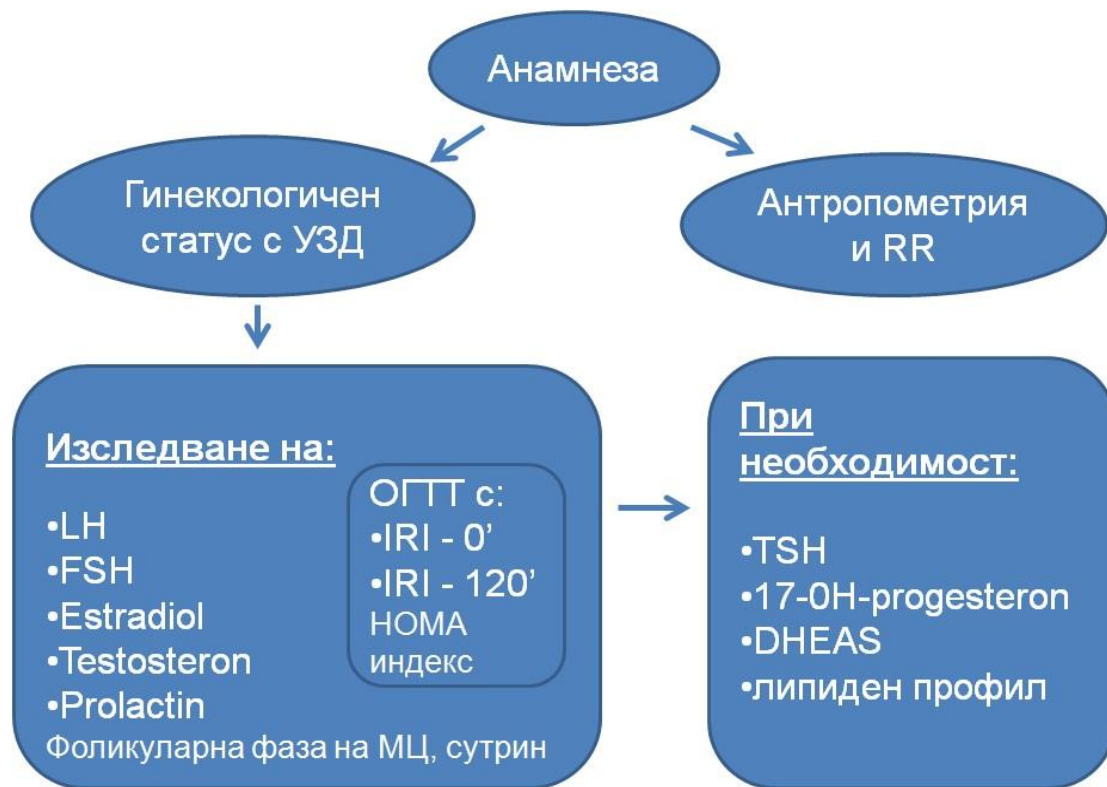 Анамнеза
Гинекологичен
статус с УЗД
Антропометрия
и RR
Изследване на:
•LH
•FSH
•Estradiol
•Testosteron
•Prolactin
Фоликуларна фаза на МЦ, сутрин
ОГТТ с:
•IRI - 0’
•IRI - 120’
HOMA
индекс
При
необходимост:
•TSH
•17-0H-progesteron
•DHEAS
•липиден профил